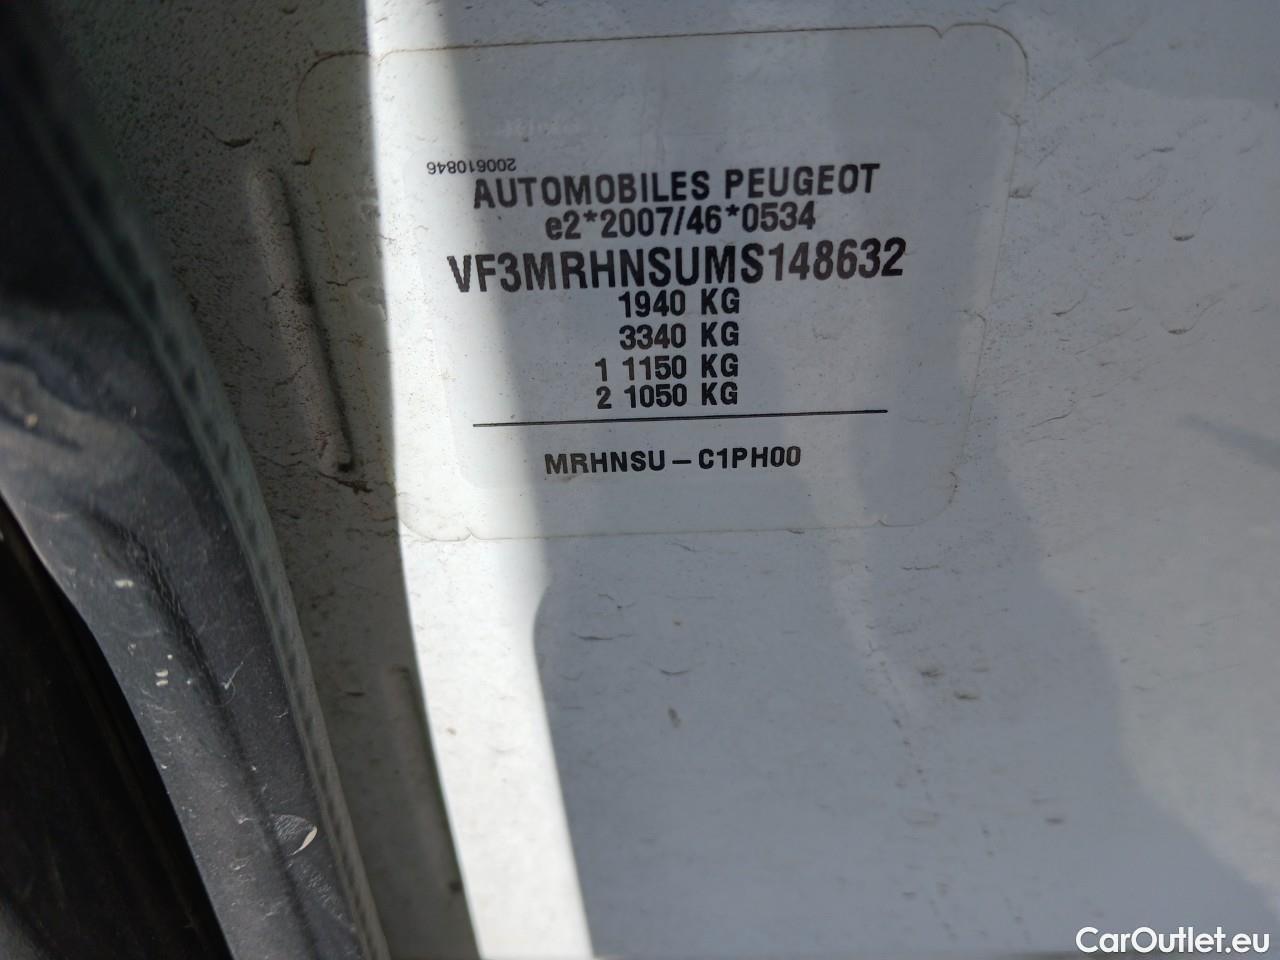 200610846
AUTOMOBILES PEUGEOT
e2*2007/46*0534
VF3MRHNSUMS148632
1940 KG
3340 KG
1 1150 KG
2 1050 KG
MRHNSU - C1PH00
CarOutlet.eu